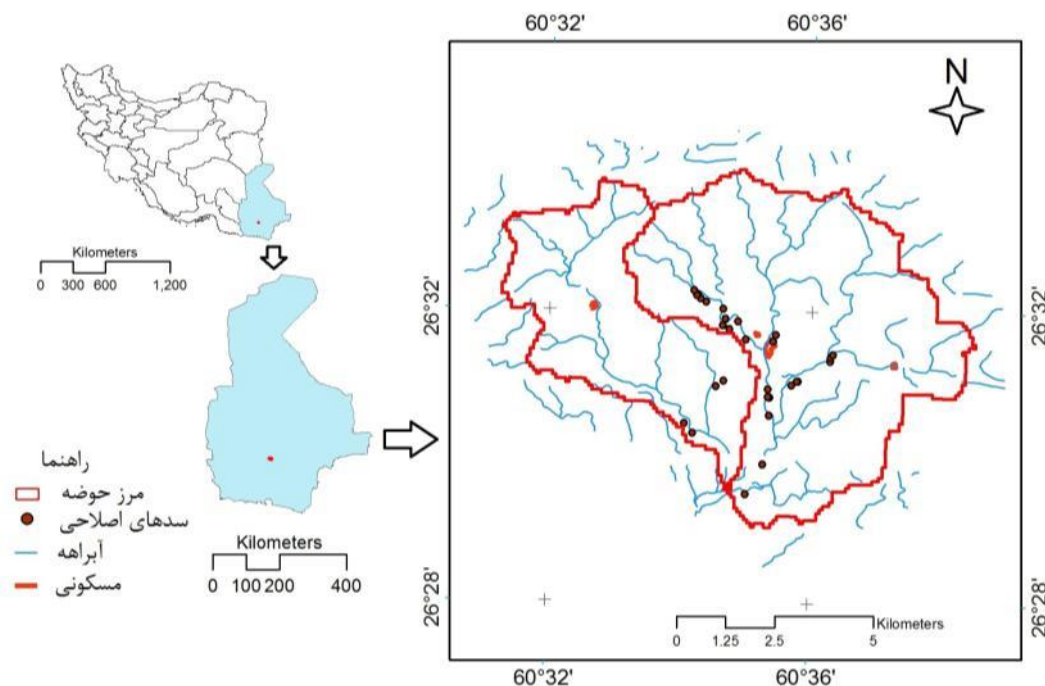 60°32' 60°36'
N
Kilometers
0 300 600 1,200
26°32' 26°32'
راهنما
مرز حوضه
سدهای اصلاحی
آبراهه
مسکونی
Kilometers
0 100 200 400
26°28' 26°28'
Kilometers
0 1.25 2.5 5
60°32' 60°36'